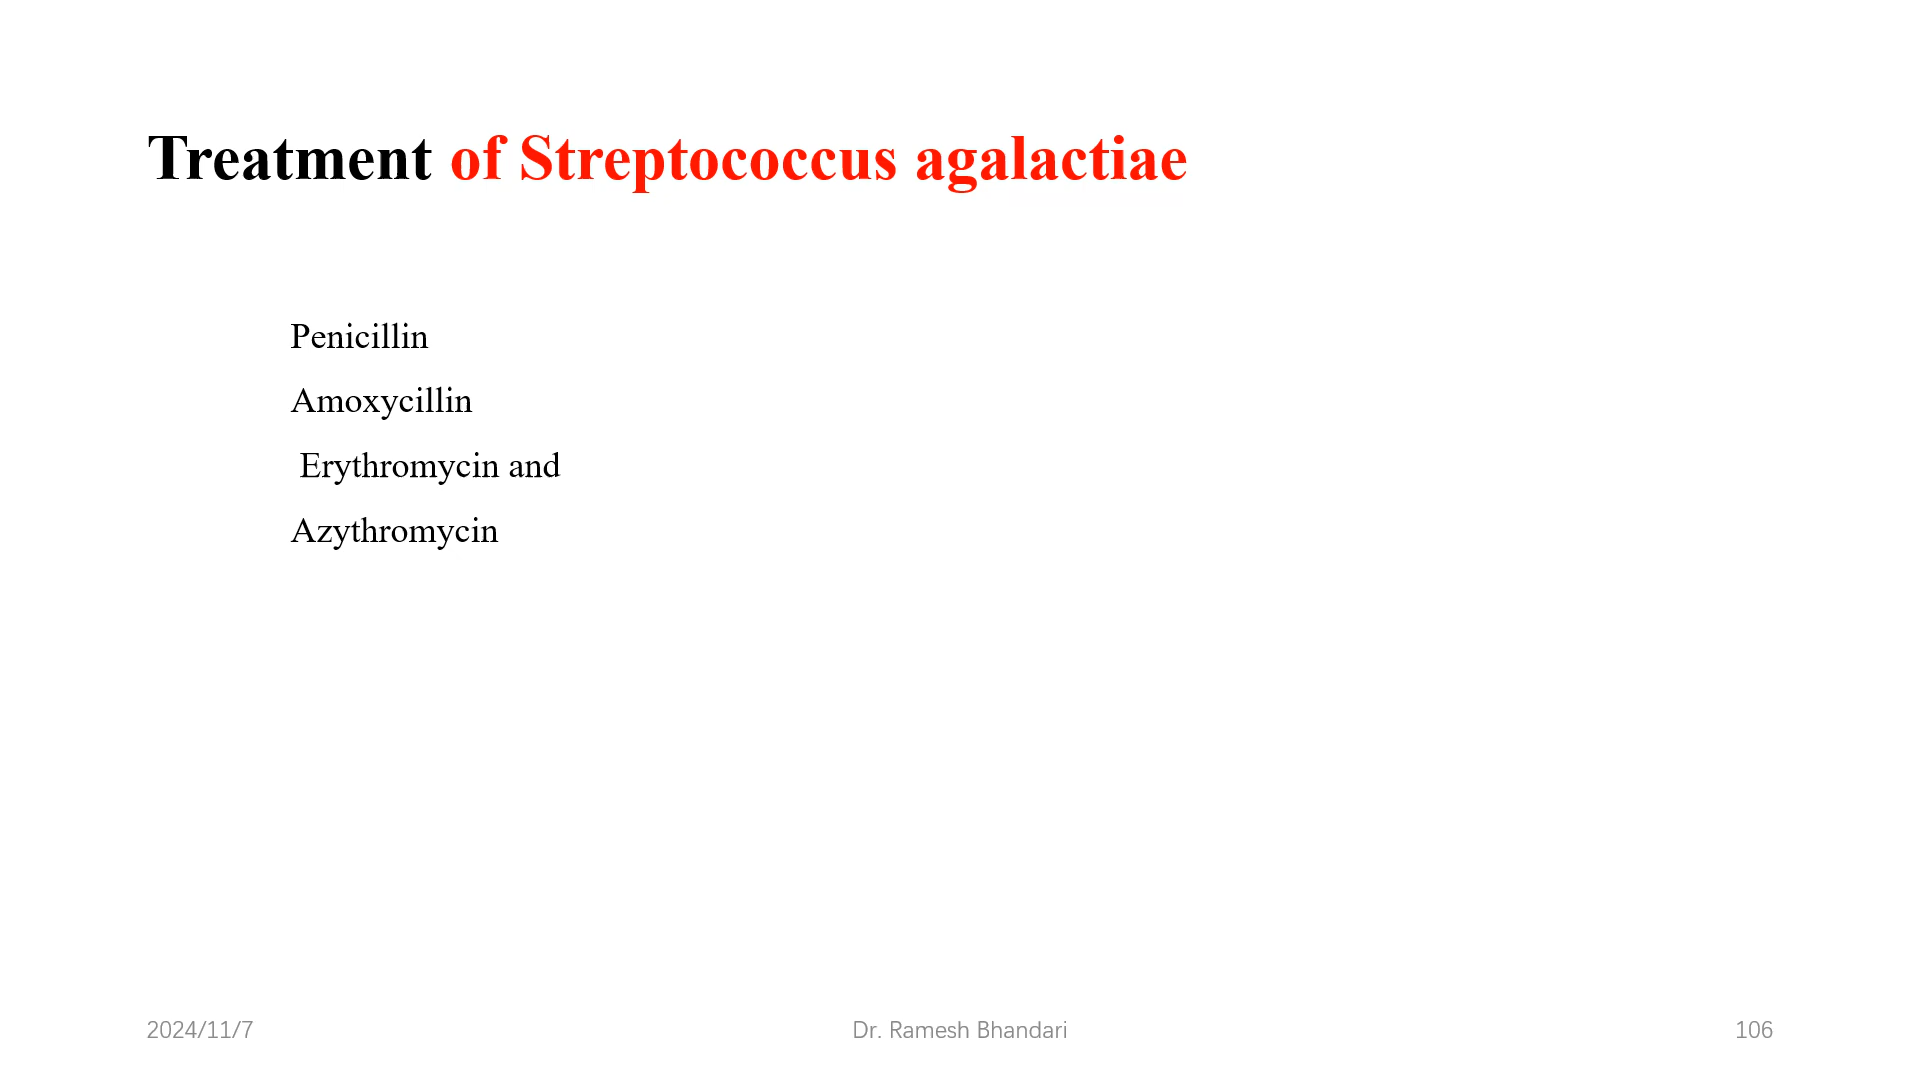 Treatment of Streptococcus agalactiae
Penicillin
Amoxycillin
Erythromycin and
Azythromycin
2024/11/7
Dr. Ramesh Bhandari
106